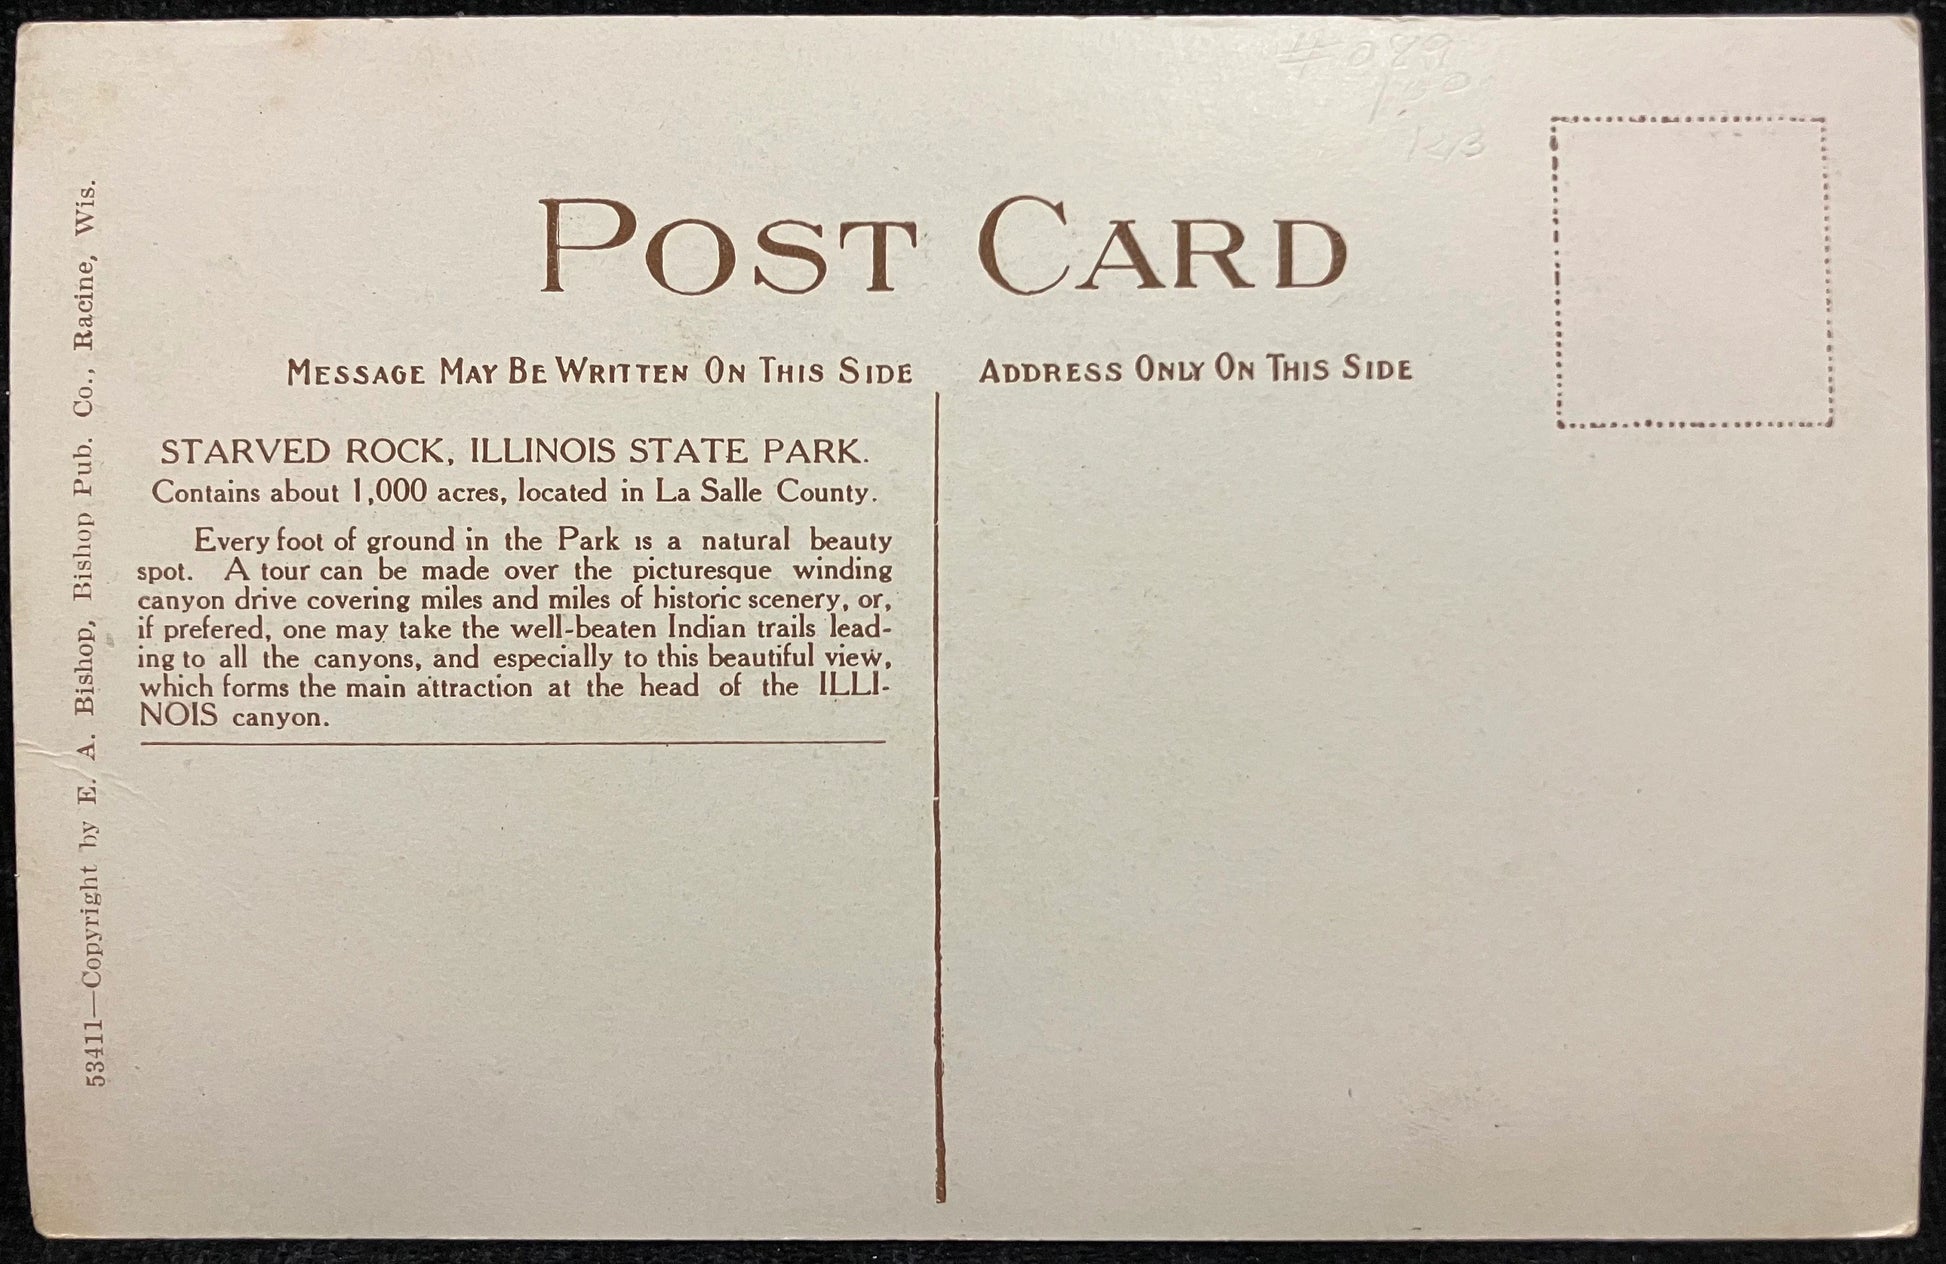 #089
100
POST CARD
MESSAGE MAY BE WRITTEN ON THIS SIDE
ADDRESS ONLY ON THIS SIDE
STARVED ROCK, ILLINOIS STATE PARK.
Contains about 1,000 acres, located in La Salle County.
Every foot of ground in the Park is a natural beauty
spot. A tour can be made over the picturesque winding
canyon drive covering miles and miles of historic scenery, or,
if prefered, one may take the well-beaten Indian trails lead-
ing to all the canyons, and especially to this beautiful view,
which forms the main attraction at the head of the ILLI-
NOIS canyon.
53411—Copyright by E. A. Bishop, Bishop Pub. Co., Racine, Wis.